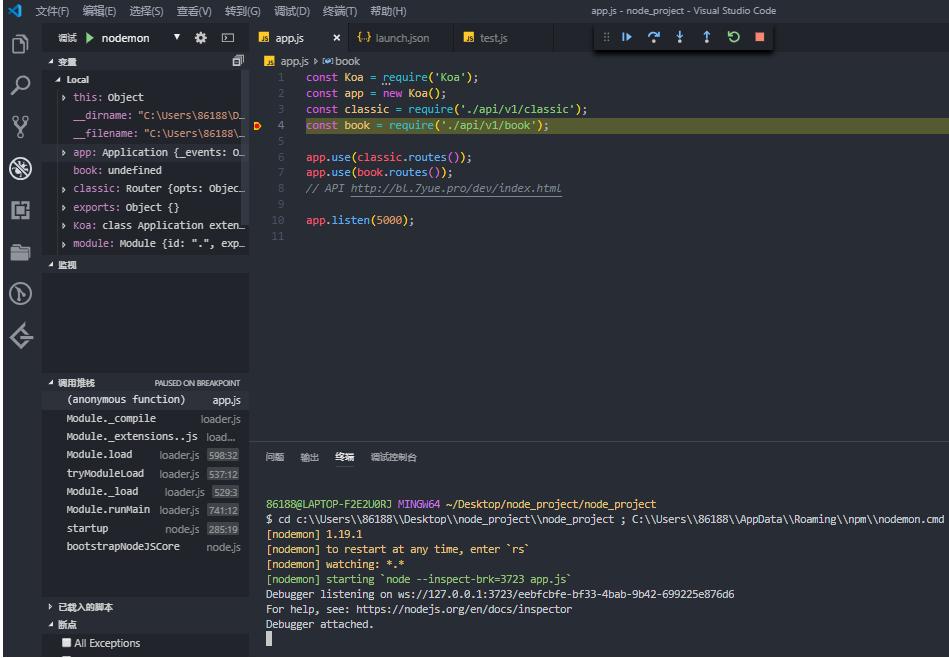 文件(F) 编辑(E) 选择(S) 查看(V) 转到(G) 调试(D) 终端(T) 帮助(H) app.js - node_project - Visual Studio Code
调试 nodemon
app.js × launch.json test.js
变量
Local
this: Object
__dirname: "C:\Users\86188\D…
__filename: "C:\Users\86188\…
app: Application {_events: O…
book: undefined
classic: Router {opts: Objec…
exports: Object {}
Koa: class Application exten…
module: Module {id: ".", exp…
监视
调用堆栈 PAUSED ON BREAKPOINT
(anonymous function) app.js
Module._compile loader.js
Module._extensions..js load...
Module.load loader.js 598:32
tryModuleLoad loader.js 537:12
Module._load loader.js 529:3
Module.runMain loader.js 741:12
startup node.js 285:19
bootstrapNodeJSCore node.js
已载入的脚本
断点
All Exceptions
app.js > book
1 const Koa = require('Koa');
2 const app = new Koa();
3 const classic = require('./api/v1/classic');
4 const book = require('./api/v1/book');
5
6 app.use(classic.routes());
7 app.use(book.routes());
8 // API http://bl.7yue.pro/dev/index.html
9
10 app.listen(5000);
11
问题 输出 终端 调试控制台
86188@LAPTOP-F2E2U0RJ MINGW64 ~/Desktop/node_project/node_project
$ cd c:\\Users\\86188\\Desktop\\node_project\\node_project ; C:\\Users\\86188\\AppData\\Roaming\\npm\\nodemon.cmd
[nodemon] 1.19.1
[nodemon] to restart at any time, enter `rs`
[nodemon] watching: *.*
[nodemon] starting `node --inspect-brk=3723 app.js`
Debugger listening on ws://127.0.0.1:3723/eebfcbfe-bf33-4bab-9b42-699225e876d6
For help, see: https://nodejs.org/en/docs/inspector
Debugger attached.